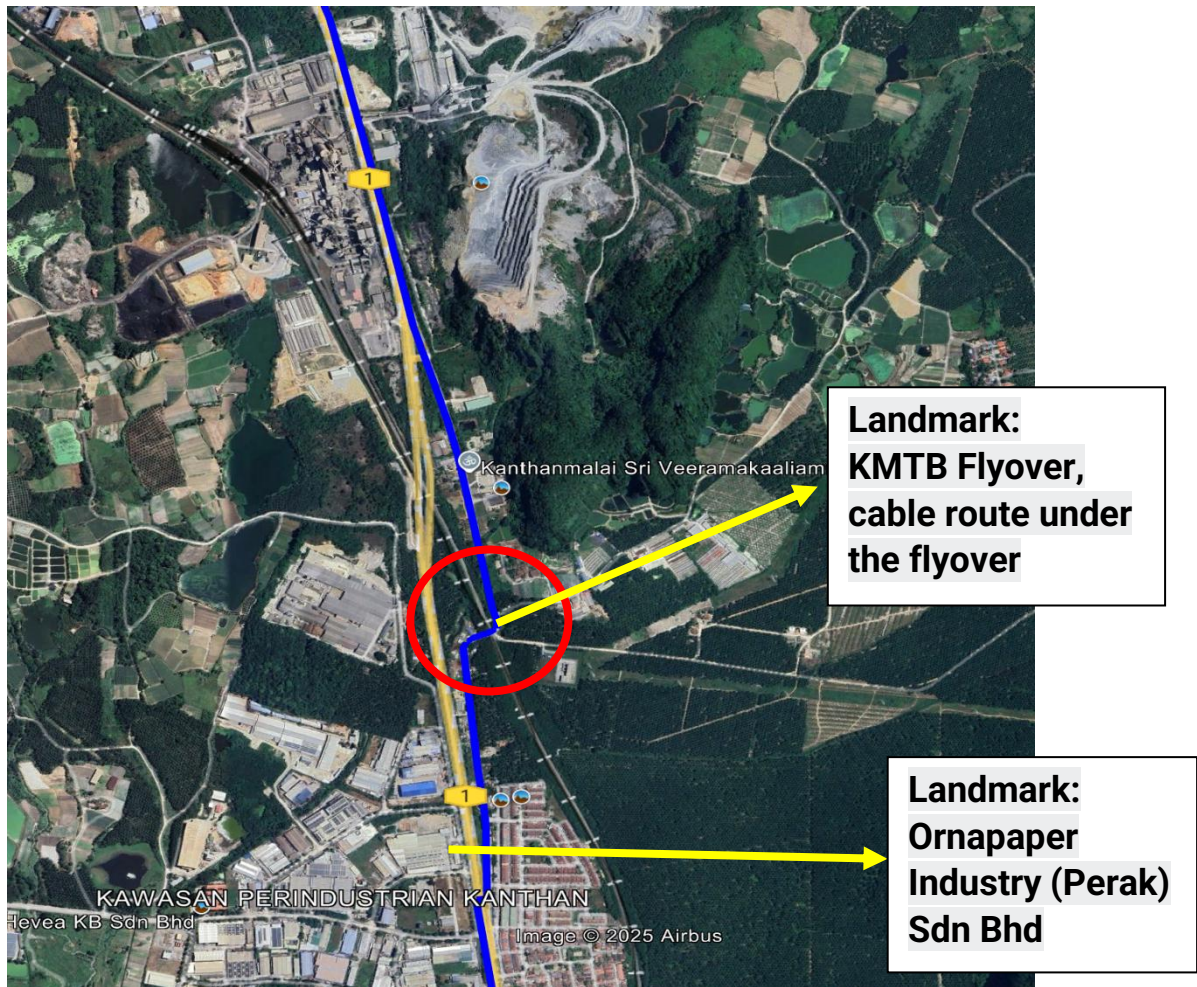 1
Kanthanmalai Sri Veeramakaaliam
Landmark:
KMTB Flyover,
cable route under
the flyover
1
Landmark:
Ornapaper
Industry (Perak)
Sdn Bhd
KAWASAN PERINDUSTRIAN KANTHAN
Hevea KB Sdn Bhd
Image © 2025 Airbus